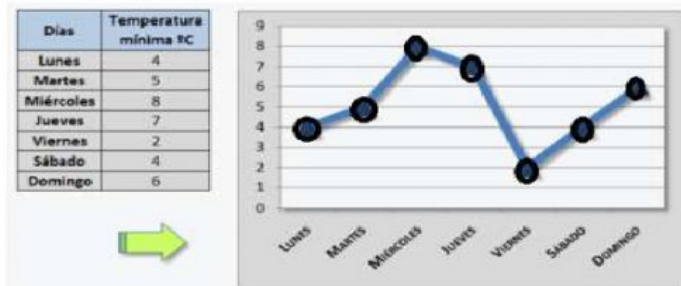 Días Temperatura mínima ºC
Lunes 4
Martes 5
Miércoles 8
Jueves 7
Viernes 2
Sábado 4
Domingo 6
9
8
7
6
5
4
3
2
1
0
LUNES MARTES MIÉRCOLES JUEVES VIERNES SÁBADO DOMINGO